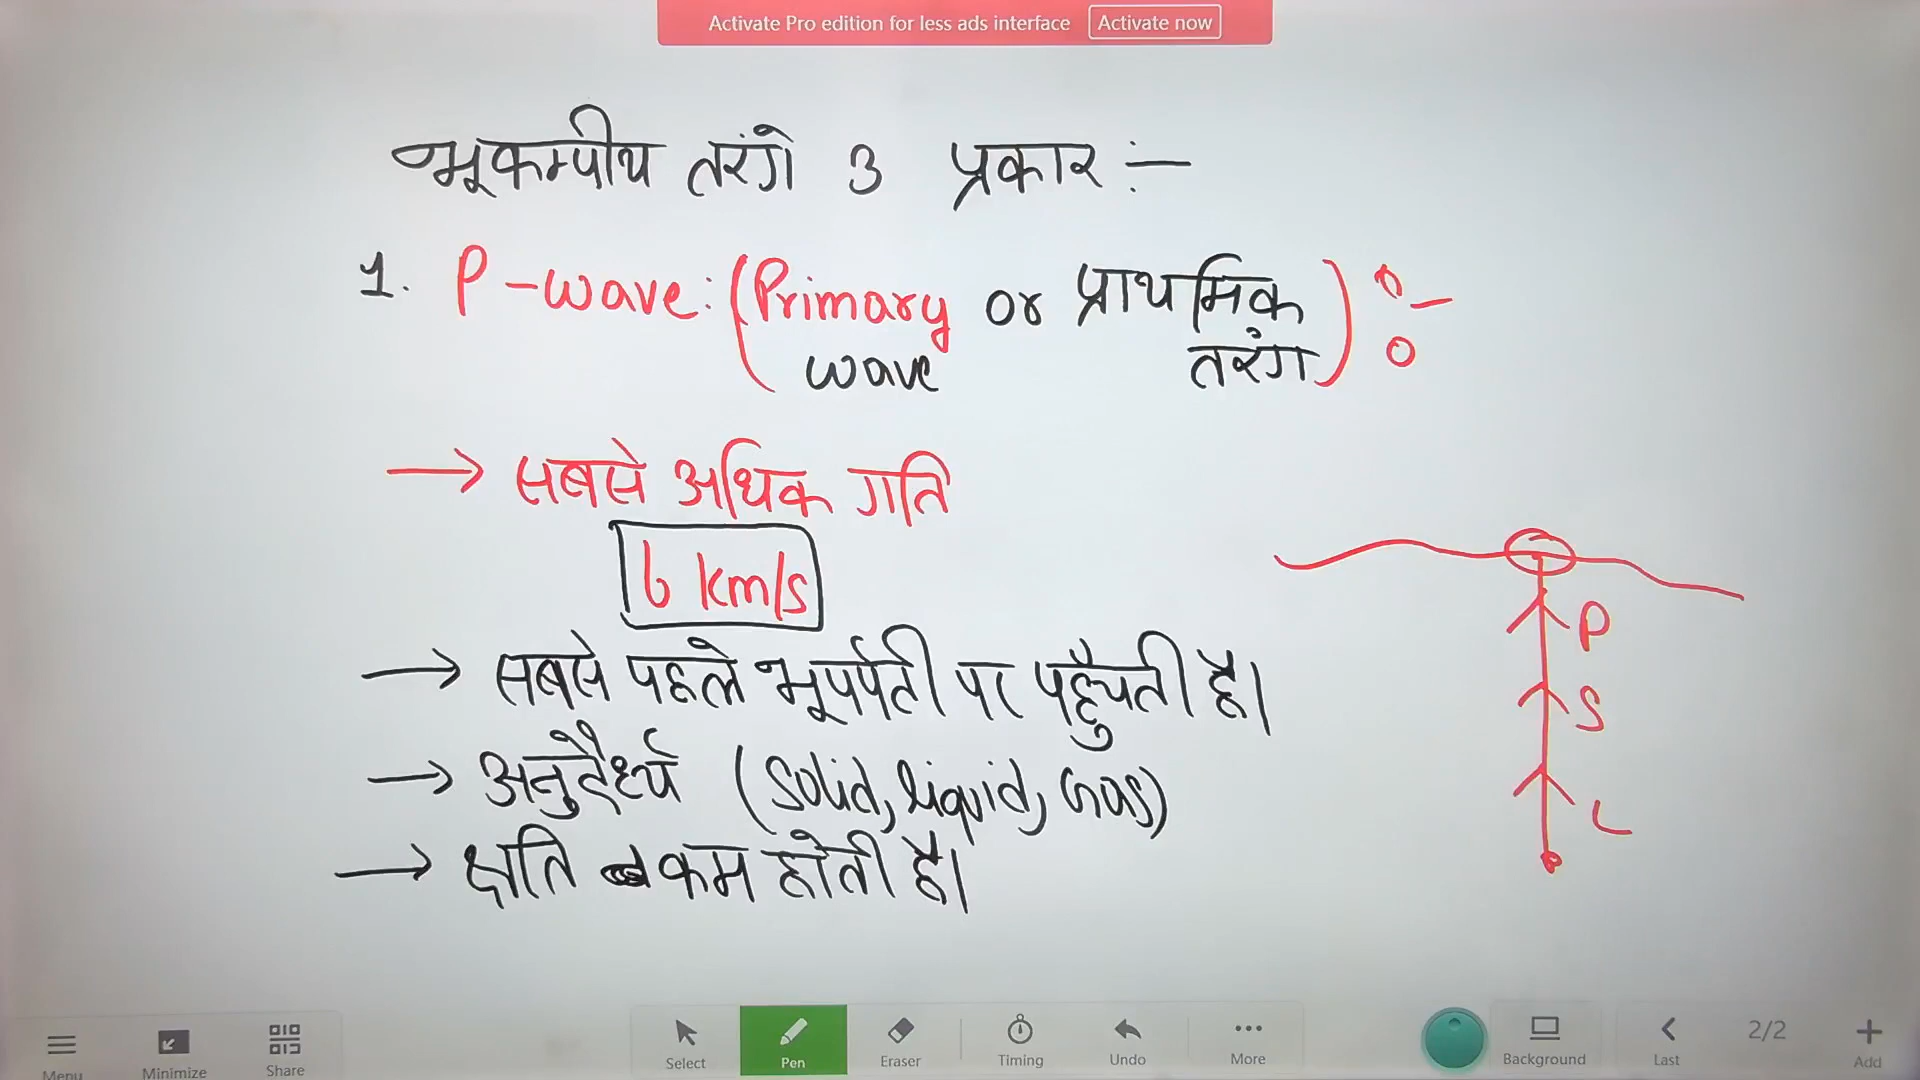 Activate Pro edition for less ads interface Activate now
भूकम्पीय तरंगे 3 प्रकार :-
1. P-wave: (Primary or प्राथमिक) :-
wave तरंग
→ सबसे अधिक गति
6 km/s
→ सबसे पहले भूपर्पटी पर पहुँचती है।
→ अनुदैर्ध्य (Solid, liquid, Gas)
→ क्षति कम होती है।
P
S
L
Menu Minimize Share Select Pen Eraser Timing Undo More Background Last 2/2 Add